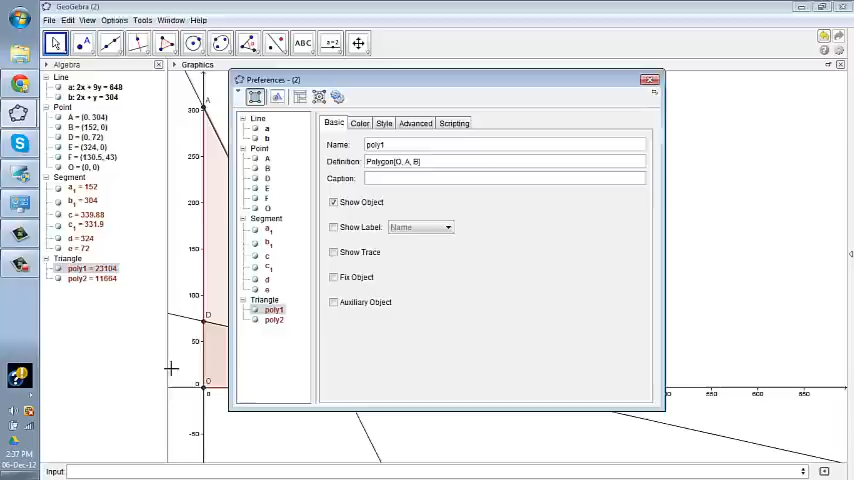 GeoGebra
File Edit View Options Tools Window Help
A ABC a=2
Algebra
Graphics
Line
a: 2x + 9y = 648
b: 2x + y = 304
Point
A = (0, 304)
B = (152, 0)
D = (0, 72)
E = (324, 0)
F = (130.5, 43)
O = (0, 0)
Segment
a1 = 152
b1 = 304
c = 339.88
c1 = 331.9
d = 324
e = 72
Triangle
poly1 = 23104
poly2 = 11664
Preferences - (2)
Line
a
b
Point
A
B
D
E
F
O
Segment
a1
b1
c
c1
d
e
Triangle
poly1
poly2
Basic Color Style Advanced Scripting
Name: poly1
Definition: Polygon[O, A, B]
Caption:
Show Object
Show Label: Name
Show Trace
Fix Object
Auxiliary Object
A
300
250
200
150
100
D
50
0 O
0 550 600 650 700
-50
2:37 PM
06-Dec-12
Input: